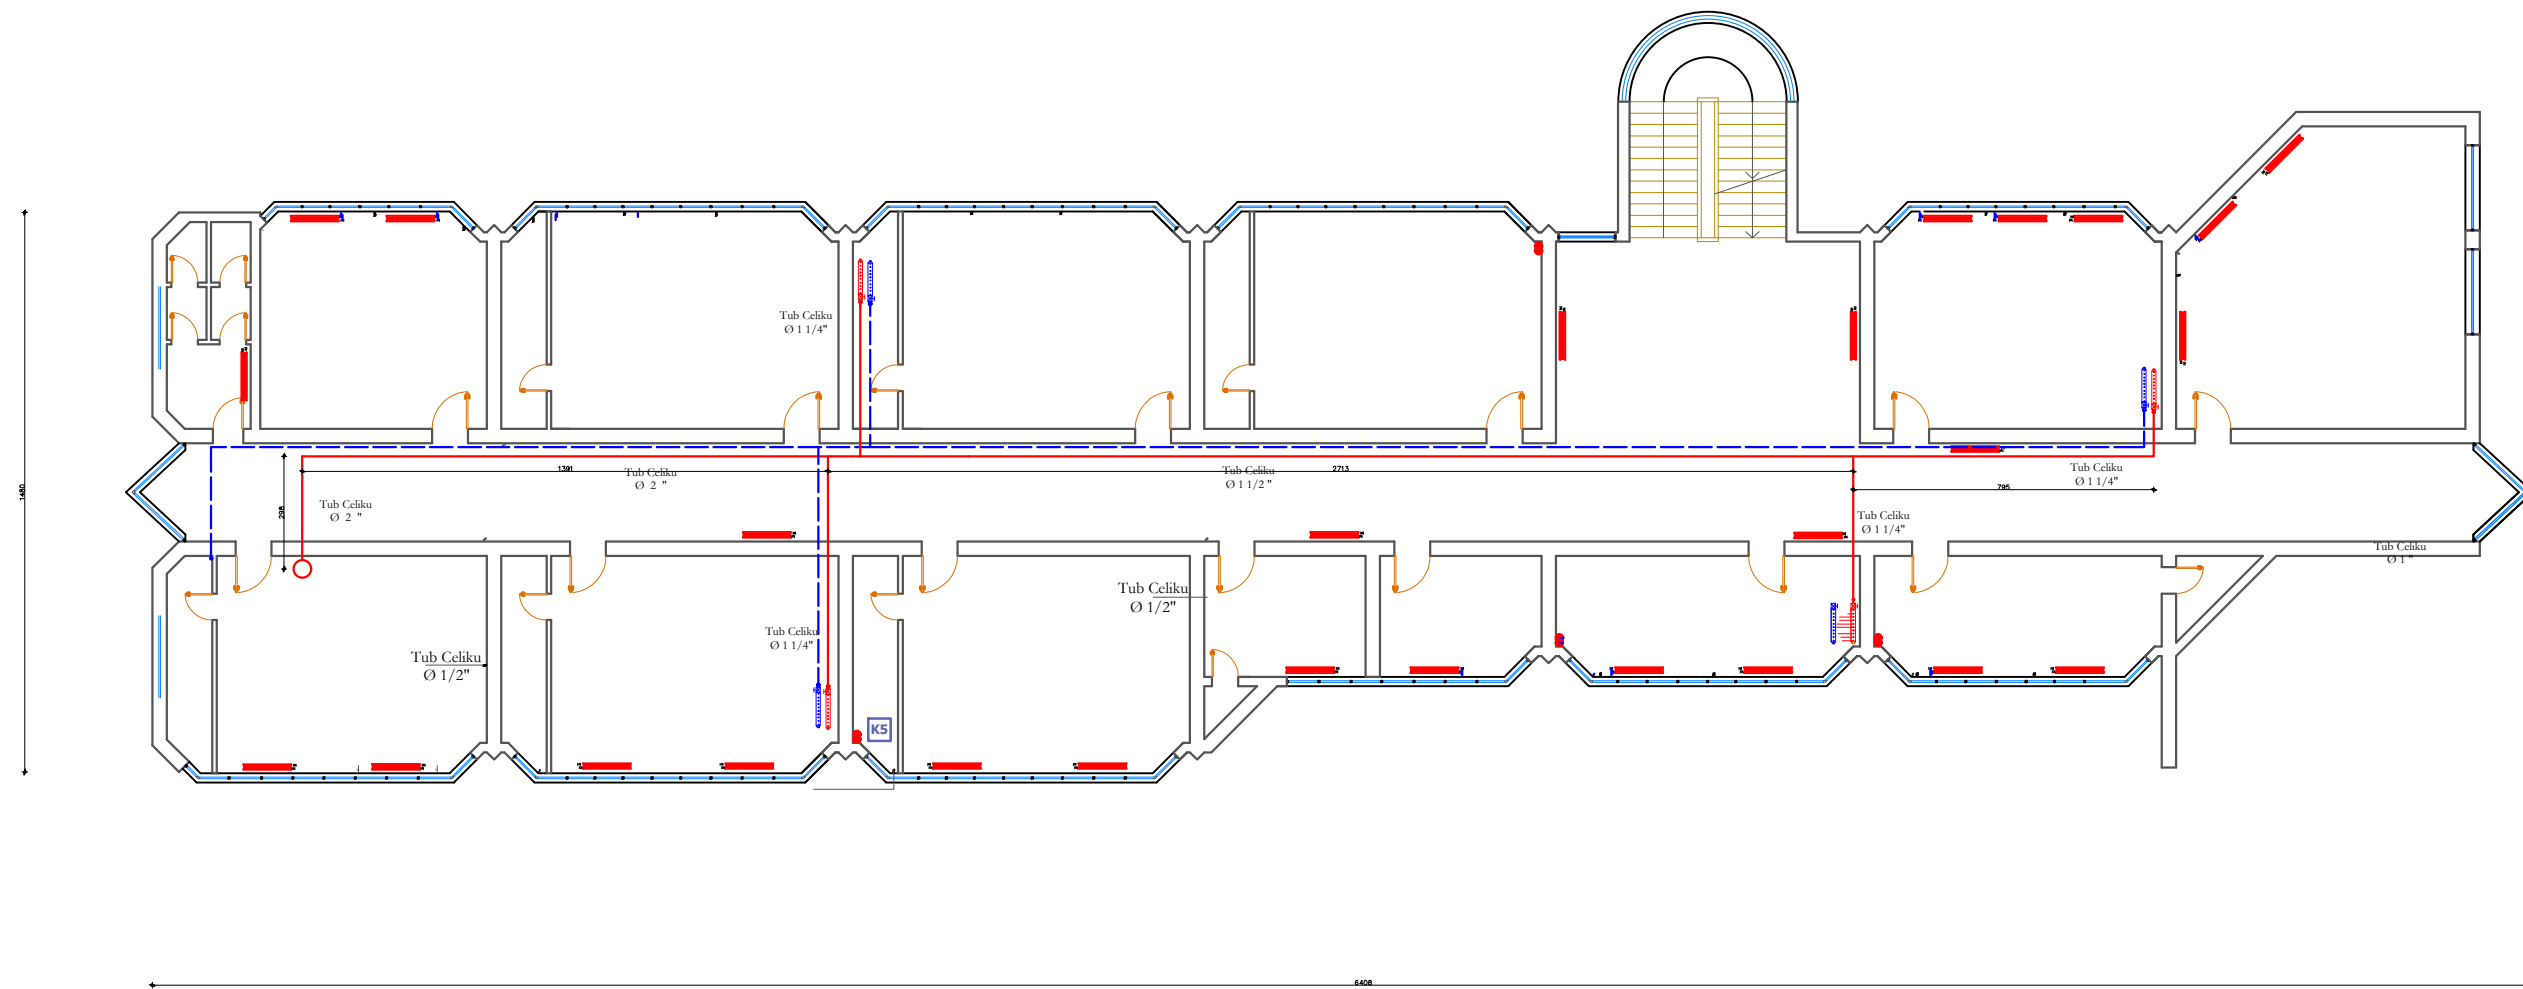 Tub Celiku
Ø 1 1/4"
1480
1391
Tub Celiku
Ø 2 "
2713
Tub Celiku
Ø 1 1/2 "
Tub Celiku
Ø 1 1/4"
795
298
Tub Celiku
Ø 2 "
Tub Celiku
Ø 1 1/4"
Tub Celiku
Ø 1 "
Tub Celiku
Ø 1/2"
Tub Celiku
Ø 1 1/4"
Tub Celiku
Ø 1/2"
K5
6408